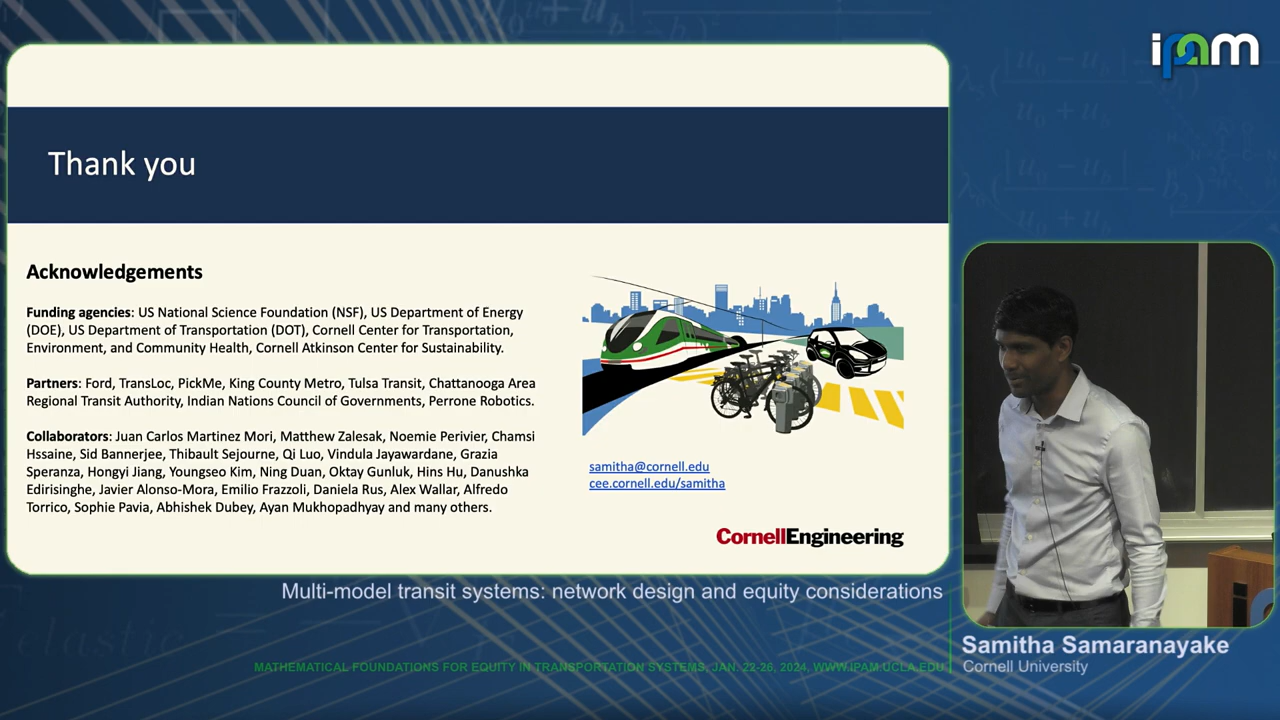 ipam
Thank you
Acknowledgements
Funding agencies: US National Science Foundation (NSF), US Department of Energy
(DOE), US Department of Transportation (DOT), Cornell Center for Transportation,
Environment, and Community Health, Cornell Atkinson Center for Sustainability.
Partners: Ford, TransLoc, PickMe, King County Metro, Tulsa Transit, Chattanooga Area
Regional Transit Authority, Indian Nations Council of Governments, Perrone Robotics.
Collaborators: Juan Carlos Martinez Mori, Matthew Zalesak, Noemie Perivier, Chamsi
Hssaine, Sid Bannerjee, Thibault Sejourne, Qi Luo, Vindula Jayawardane, Grazia
Speranza, Hongyi Jiang, Youngseo Kim, Ning Duan, Oktay Gunluk, Hins Hu, Danushka
Edirisinghe, Javier Alonso-Mora, Emilio Frazzoli, Daniela Rus, Alex Wallar, Alfredo
Torrico, Sophie Pavia, Abhishek Dubey, Ayan Mukhopadhyay and many others.
samitha@cornell.edu
cee.cornell.edu/samitha
CornellEngineering
Multi-model transit systems: network design and equity considerations
Samitha Samaranayake
Cornell University
MATHEMATICAL FOUNDATIONS FOR EQUITY IN TRANSPORTATION SYSTEMS, JAN. 22-26, 2024, WWW.IPAM.UCLA.EDU
elastic